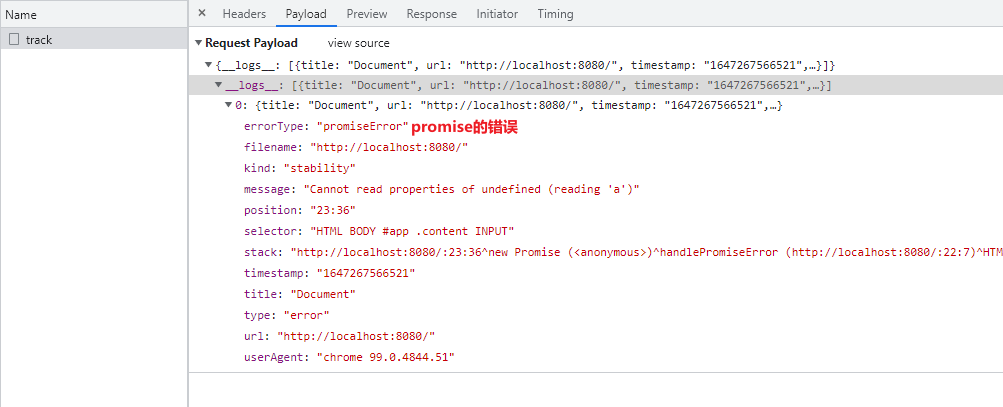 Name
track
× Headers Payload Preview Response Initiator Timing
▼ Request Payload view source
▼ {__logs__: [{title: "Document", url: "http://localhost:8080/", timestamp: "1647267566521",…}]}
▼ __logs__: [{title: "Document", url: "http://localhost:8080/", timestamp: "1647267566521",…}]
▼ 0: {title: "Document", url: "http://localhost:8080/", timestamp: "1647267566521",…}
errorType: "promiseError" promise的错误
filename: "http://localhost:8080/"
kind: "stability"
message: "Cannot read properties of undefined (reading 'a')"
position: "23:36"
selector: "HTML BODY #app .content INPUT"
stack: "http://localhost:8080/:23:36^new Promise (<anonymous>)^handlePromiseError (http://localhost:8080/:22:7)^HTM
timestamp: "1647267566521"
title: "Document"
type: "error"
url: "http://localhost:8080/"
userAgent: "chrome 99.0.4844.51"